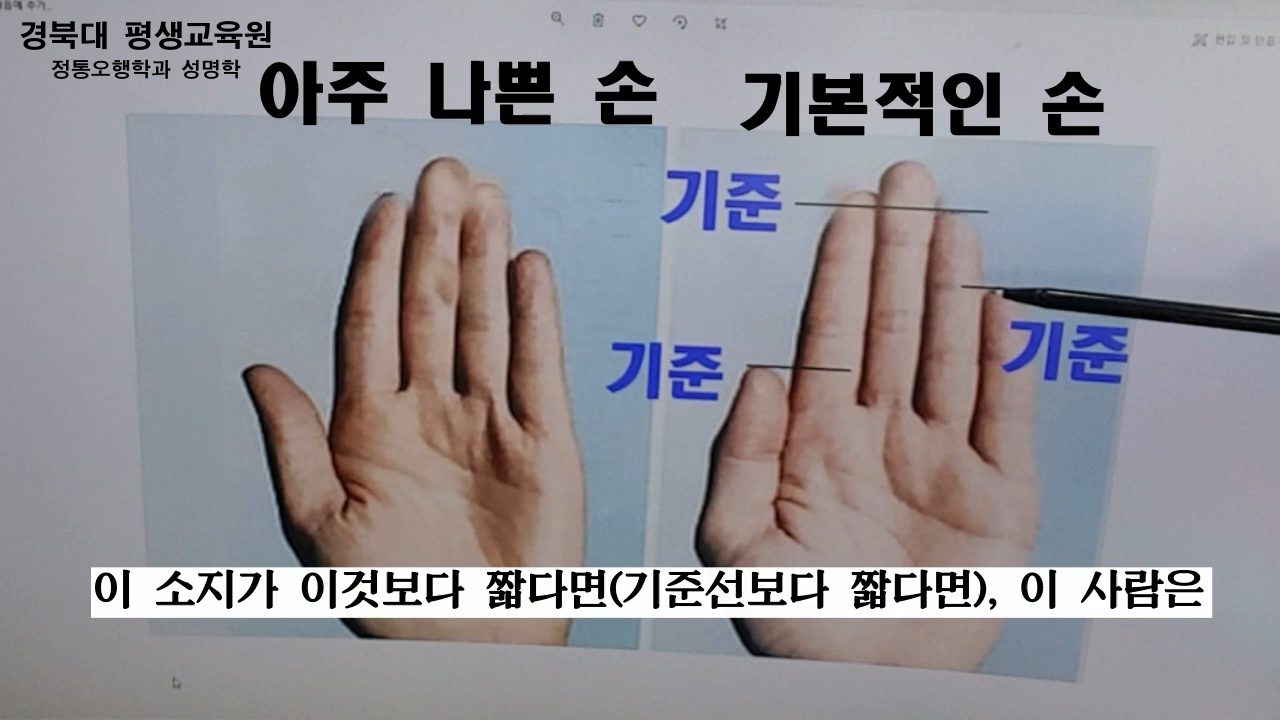 경북대 평생교육원
정통오행학과 성명학
아주 나쁜 손
기본적인 손
기준
기준
기준
이 소지가 이것보다 짧다면(기준선보다 짧다면), 이 사람은